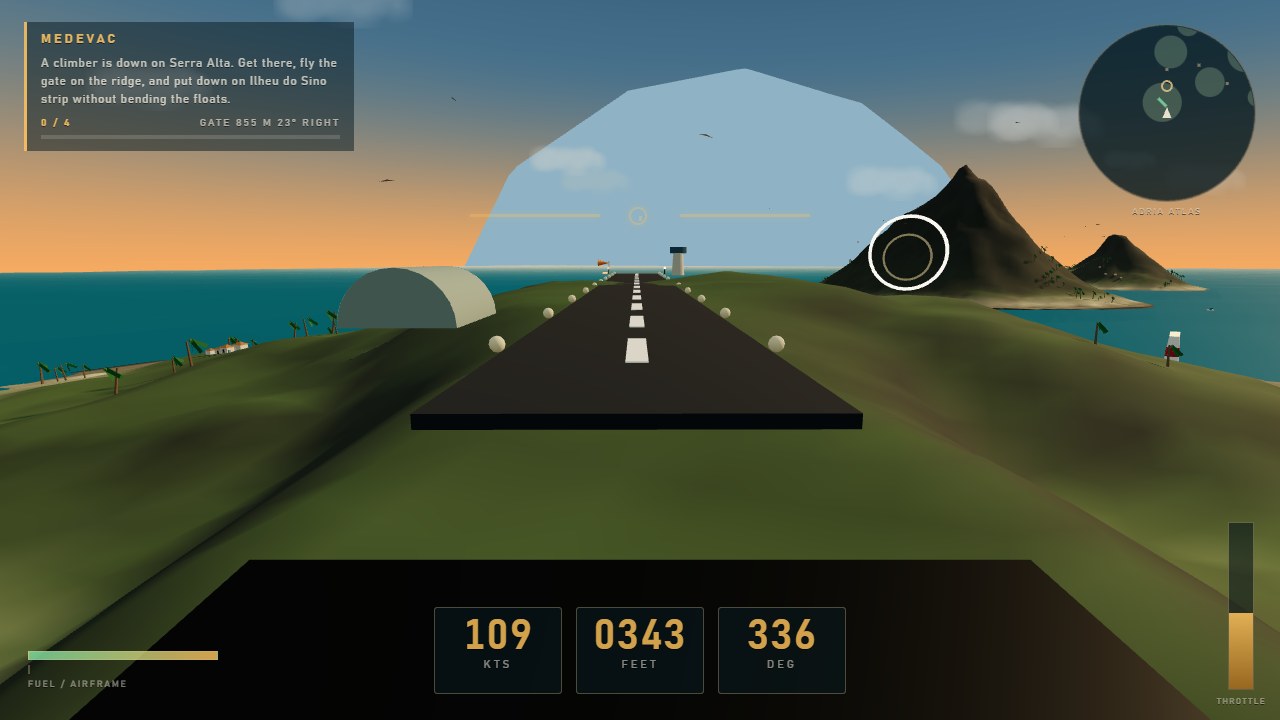 MEDEVAC
A climber is down on Serra Alta. Get there, fly the
gate on the ridge, and put down on Ilheu do Sino
strip without bending the floats.
0 / 4
GATE 855 M 23° RIGHT
ADRIA ATLAS
109
KTS
0343
FEET
336
DEG
FUEL / AIRFRAME
THROTTLE